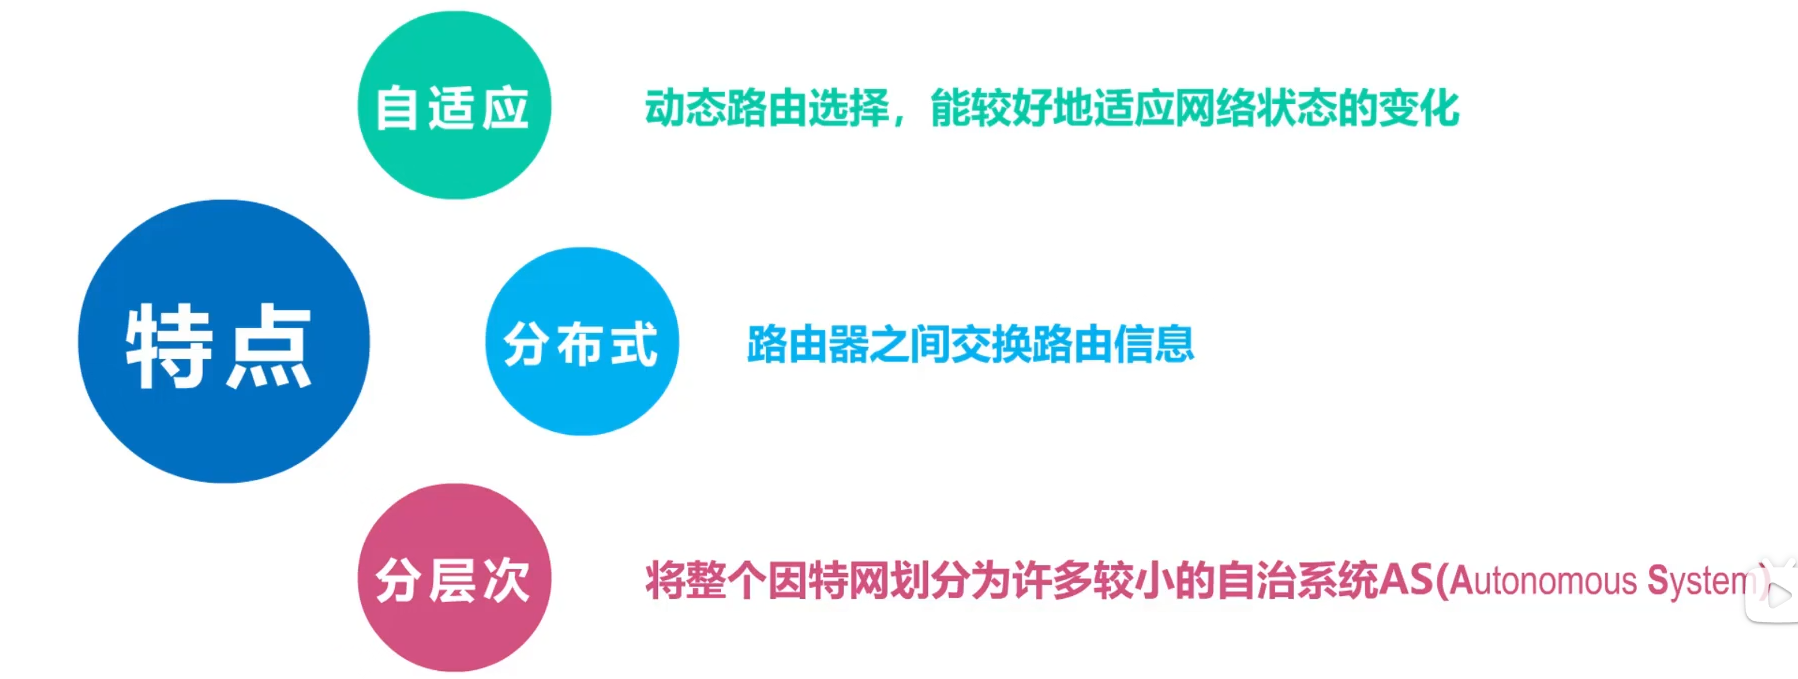 自适应
动态路由选择，能较好地适应网络状态的变化
特点
分布式
路由器之间交换路由信息
分层次
将整个因特网划分为许多较小的自治系统AS(Autonomous System)